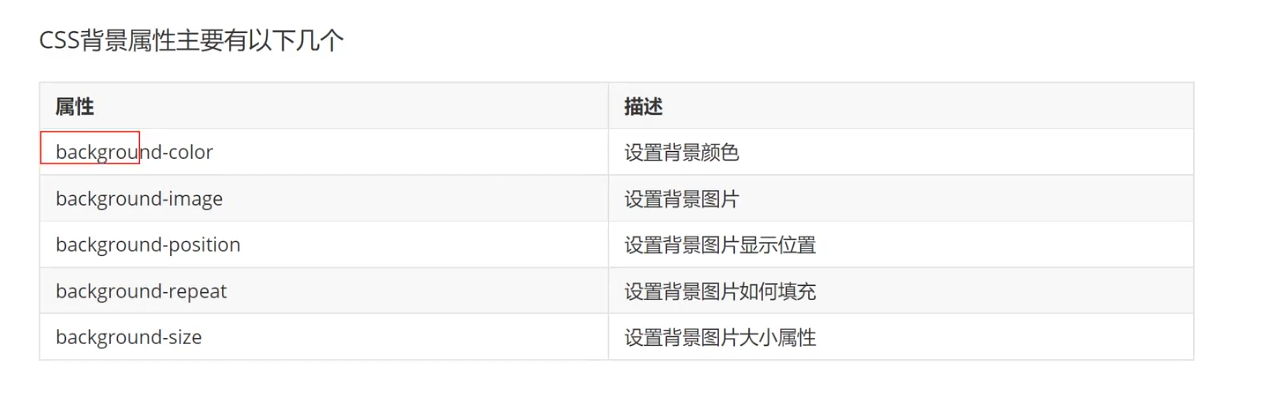 CSS背景属性主要有以下几个
属性 描述
background-color 设置背景颜色
background-image 设置背景图片
background-position 设置背景图片显示位置
background-repeat 设置背景图片如何填充
background-size 设置背景图片大小属性